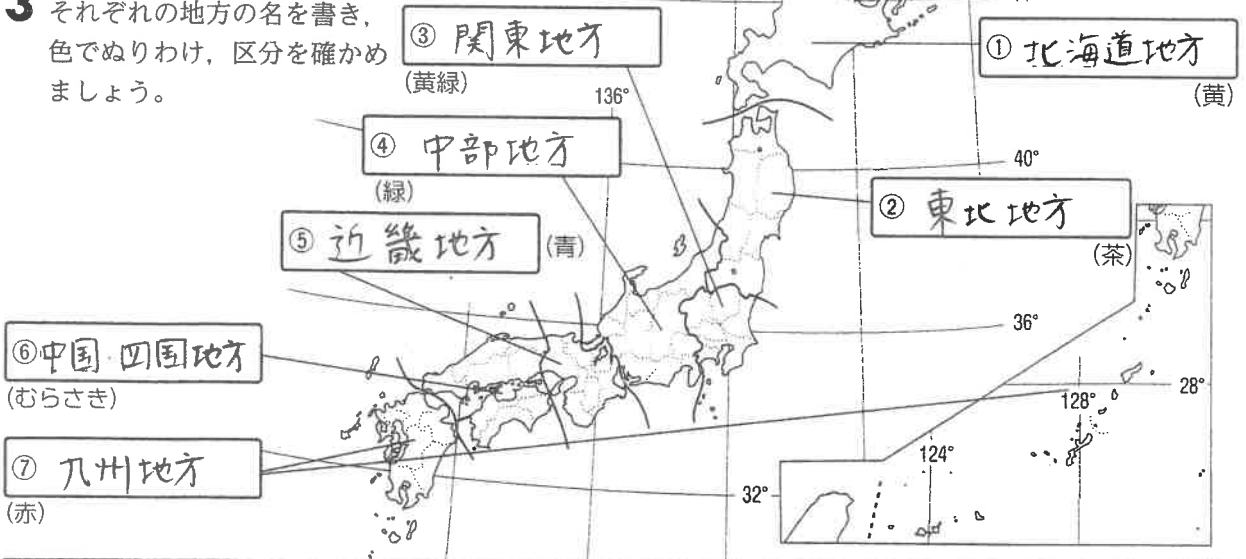 3 それぞれの地方の名を書き，
色でぬりわけ，区分を確かめ
ましょう。
③ 関東地方
(黄緑)
① 北海道地方
(黄)
136°
④ 中部地方
(緑)
40°
② 東北地方
(茶)
⑤ 近畿地方
(青)
36°
⑥ 中国・四国地方
(むらさき)
28°
128°
⑦ 九州地方
(赤)
124°
32°